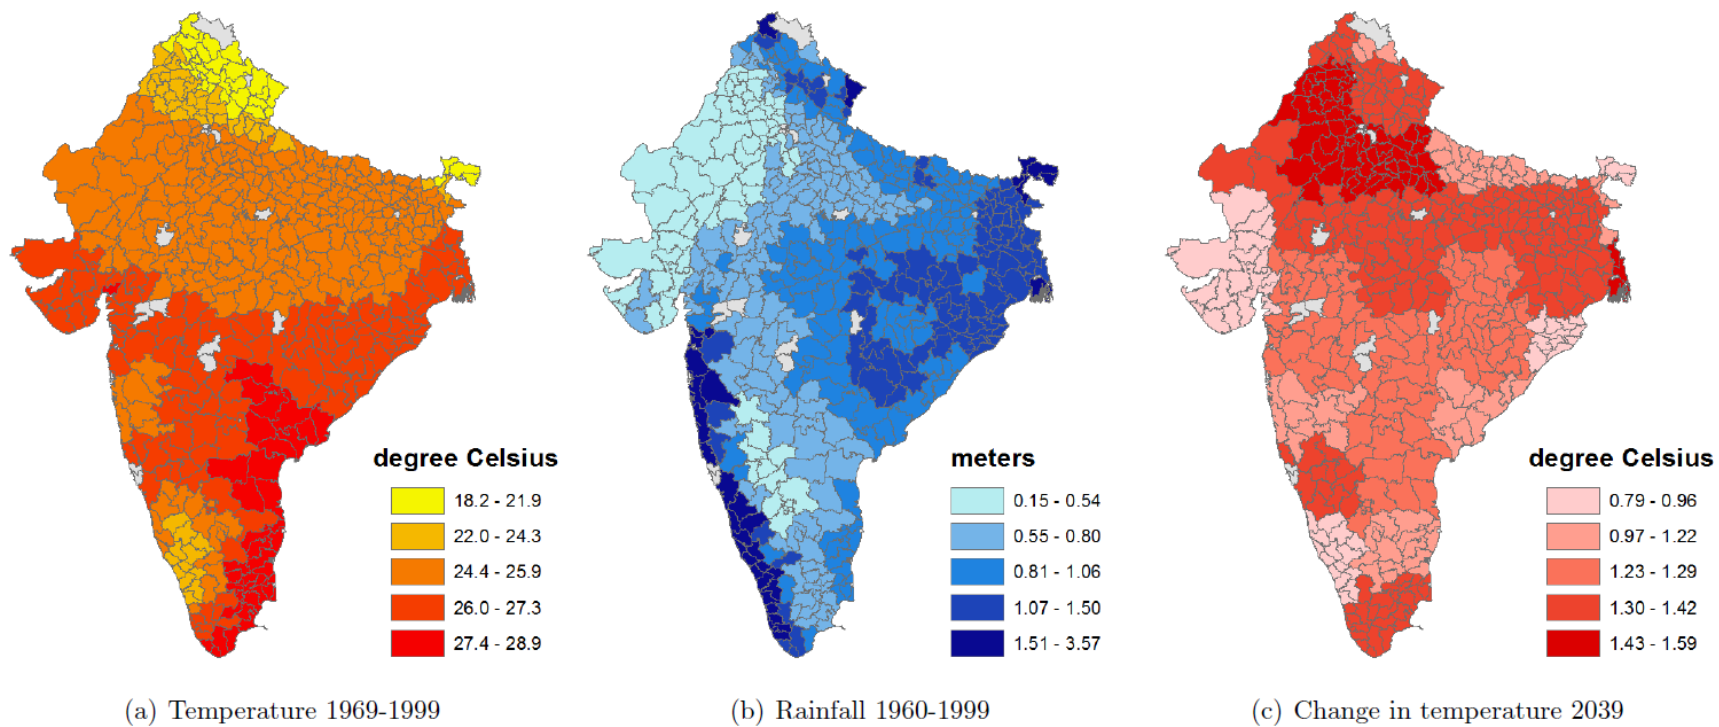 degree Celsius
18.2 - 21.9
22.0 - 24.3
24.4 - 25.9
26.0 - 27.3
27.4 - 28.9
(a) Temperature 1969-1999
meters
0.15 - 0.54
0.55 - 0.80
0.81 - 1.06
1.07 - 1.50
1.51 - 3.57
(b) Rainfall 1960-1999
degree Celsius
0.79 - 0.96
0.97 - 1.22
1.23 - 1.29
1.30 - 1.42
1.43 - 1.59
(c) Change in temperature 2039